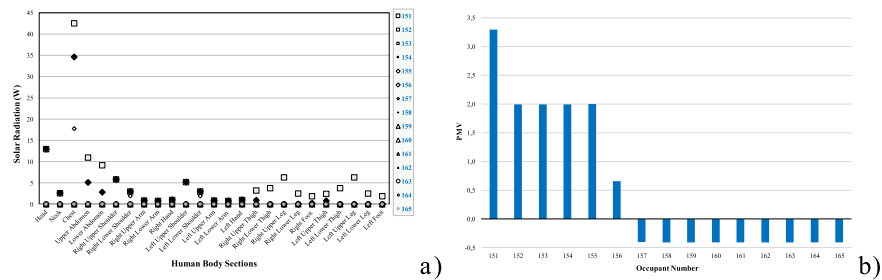 45
40
35
30
25
20
15
10
5
0
Solar Radiation (W)
Head
Neck
Chest
Upper Abdomen
Lower Abdomen
Right Upper Shoulder
Right Lower Shoulder
Right Upper Arm
Right Lower Arm
Right Hand
Left Upper Shoulder
Left Lower Shoulder
Left Upper Arm
Left Lower Arm
Left Hand
Right Upper Thigh
Right Lower Thigh
Right Upper Leg
Right Lower Leg
Right Foot
Left Upper Thigh
Left Lower Thigh
Left Upper Leg
Left Lower Leg
Left Foot
Human Body Sections
151
152
153
154
155
156
157
158
159
160
161
162
163
164
165
a)
3,5
3,0
2,5
2,0
1,5
1,0
0,5
0,0
-0,5
PMV
151 152 153 154 155 156 157 158 159 160 161 162 163 164 165
Occupant Number
b)